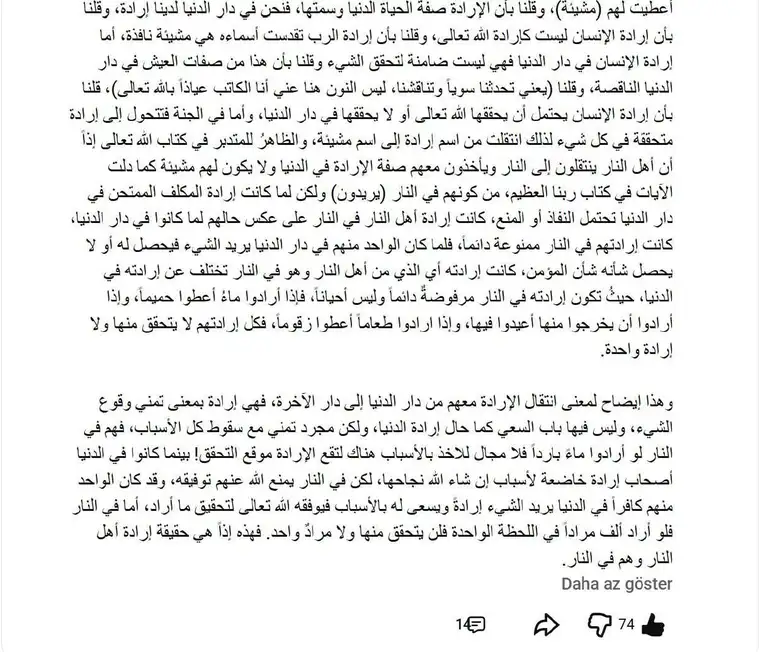 أعطيت لهم (مشيئة)، وقلنا بأن الإرادة صفة الحياة الدنيا وسمتها، فنحن في دار الدنيا لدينا إرادة، وقلنا
بأن إرادة الإنسان ليست كإرادة الله تعالى، وقلنا بأن إرادة الرب تقدست أسماءه هي مشيئة نافذة، أما
إرادة الإنسان في دار الدنيا فهي ليست ضامنة لتحقق الشيء وقلنا بأن هذا من صفات العيش في دار
الدنيا الناقصة، وقلنا (يعني تحدثنا سوياً وتناقشنا، ليس النون هنا عني أنا الكاتب عياذاً بالله تعالى)، قلنا
بأن إرادة الإنسان يحتمل أن يحققها الله تعالى أو لا يحققها في دار الدنيا، وأما في الجنة فتتحول إلى إرادة
متحققة في كل شيء لذلك انتقلت من اسم إرادة إلى اسم مشيئة، والظاهرُ للمتدبر في كتاب الله تعالى إذاً
أن أهل النار ينتقلون إلى النار ويأخذون معهم صفة الإرادة في الدنيا ولا يكون لهم مشيئة كما دلت
الآيات في كتاب ربنا العظيم، من كونهم في النار (يريدون) ولكن لما كانت إرادة المكلف الممتحن في
دار الدنيا تحتمل النفاذ أو المنع، كانت إرادة أهل النار في النار على عكس حالهم لما كانوا في دار الدنيا،
كانت إرادتهم في النار ممنوعة دائماً، فلما كان الواحد منهم في دار الدنيا يريد الشيء فيحصل له أو لا
يحصل شأنه شأن المؤمن، كانت إرادته أي الذي من أهل النار وهو في النار تختلف عن إرادته في
الدنيا، حيثُ تكون إرادته في النار مرفوضةٌ دائماً وليس أحياناً، فإذا أرادوا ماءً أعطوا حميماً، وإذا
أرادوا أن يخرجوا منها أعيدوا فيها، وإذا ارادوا طعاماً أعطوا زقوماً، فكل إرادتهم لا يتحقق منها ولا
إرادة واحدة.
وهذا إيضاح لمعنى انتقال الإرادة معهم من دار الدنيا إلى دار الآخرة، فهي إرادة بمعنى تمني وقوع
الشيء، وليس فيها باب السعي كما حال إرادة الدنيا، ولكن مجرد تمني مع سقوط كل الأسباب، فهم في
النار لو أرادوا ماءَ بارداً فلا مجال للاخذ بالأسباب هناك لتقع الإرادة موقع التحقق! بينما كانوا في الدنيا
أصحاب إرادة خاضعة لأسباب إن شاء الله نجاحها، لكن في النار يمنع الله عنهم توفيقه، وقد كان الواحد
منهم كافراً في الدنيا يريد الشيء إرادةً ويسعى له بالأسباب فيوفقه الله تعالى لتحقيق ما أراد، أما في النار
فلو أراد ألف مراداً في اللحظة الواحدة فلن يتحقق منها ولا مرادٌ واحد. فهذه إذاً هي حقيقة إرادة أهل
النار وهم في النار.
Daha az göster
74 14